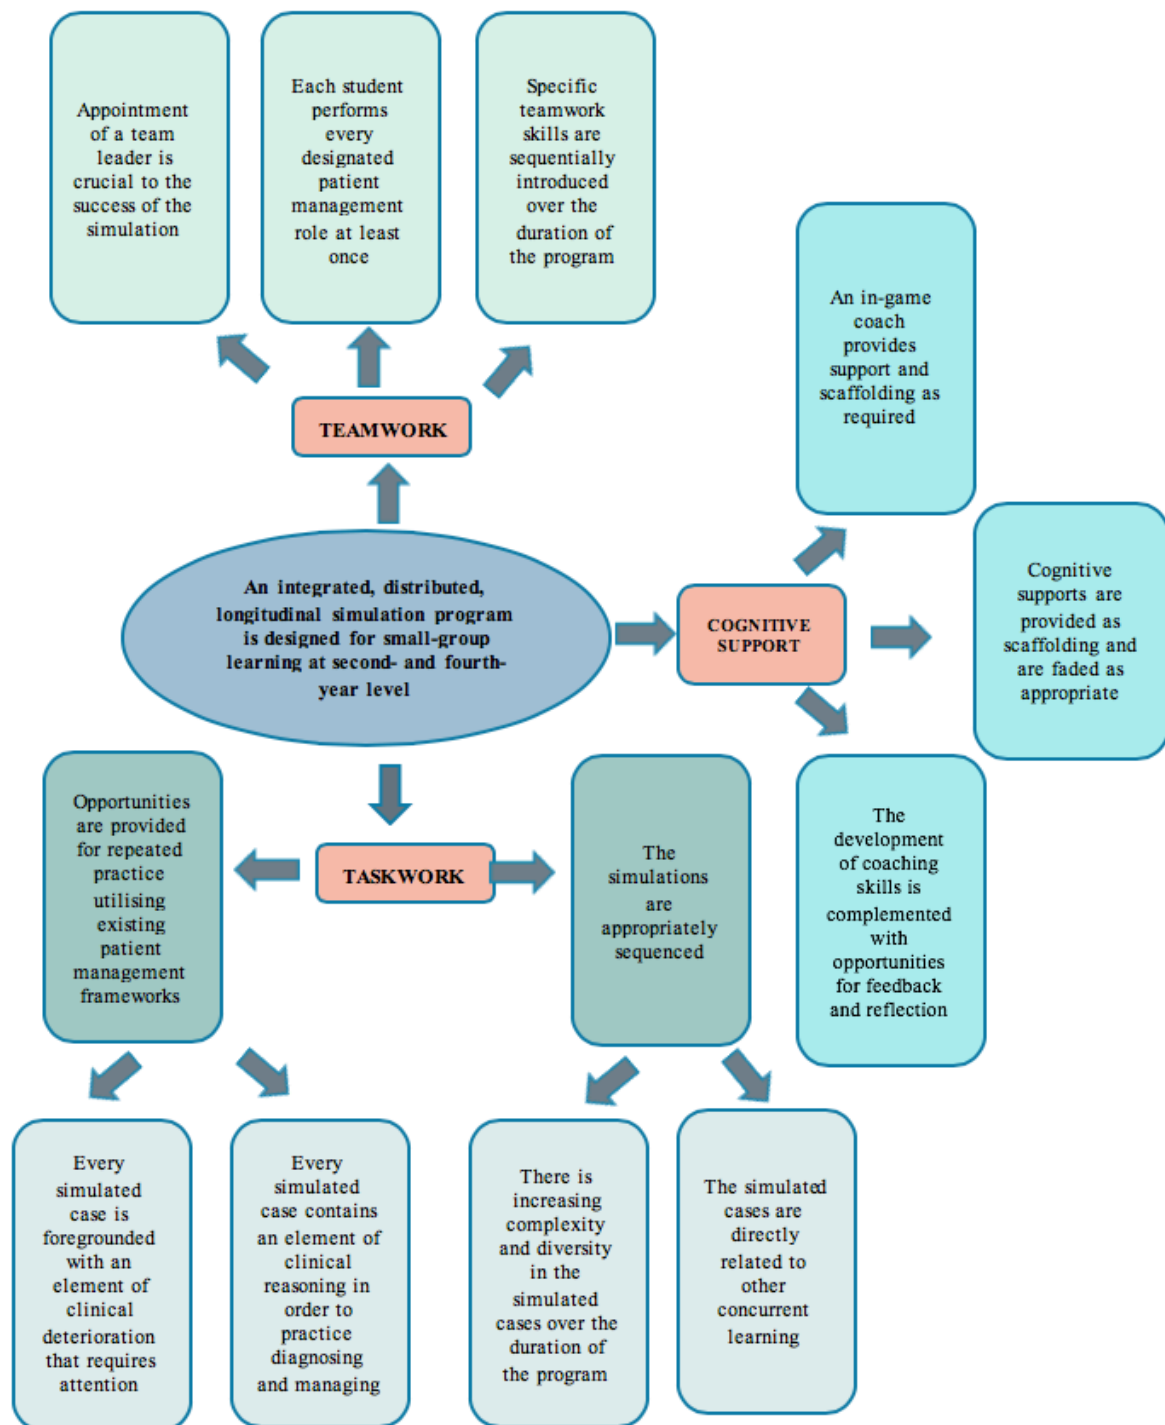 Appointment
of a team
leader is
crucial to the
success of the
simulation
Each student
performs
every
designated
patient
management
role at least
once
Specific
teamwork
skills are
sequentially
introduced
over the
duration of
the program
An in-game
coach
provides
support and
scaffolding as
required
TEAMWORK
An integrated, distributed,
longitudinal simulation program
is designed for small-group
learning at second- and fourth-
year level
COGNITIVE
SUPPORT
Cognitive
supports are
provided as
scaffolding and
are faded as
appropriate
The
development
of coaching
skills is
complemented
with
opportunities
for feedback
and reflection
TASKWORK
Opportunities
are provided
for repeated
practice
utilising
existing
patient
management
frameworks
The
simulations
are
appropriately
sequenced
Every
simulated
case is
foregrounded
with an
element of
clinical
deterioration
that requires
attention
Every
simulated
case contains
an element of
clinical
reasoning in
order to
practice
diagnosing
and managing
There is
increasing
complexity
and diversity
in the
simulated
cases over the
duration of
the program
The simulated
cases are
directly
related to
other
concurrent
learning